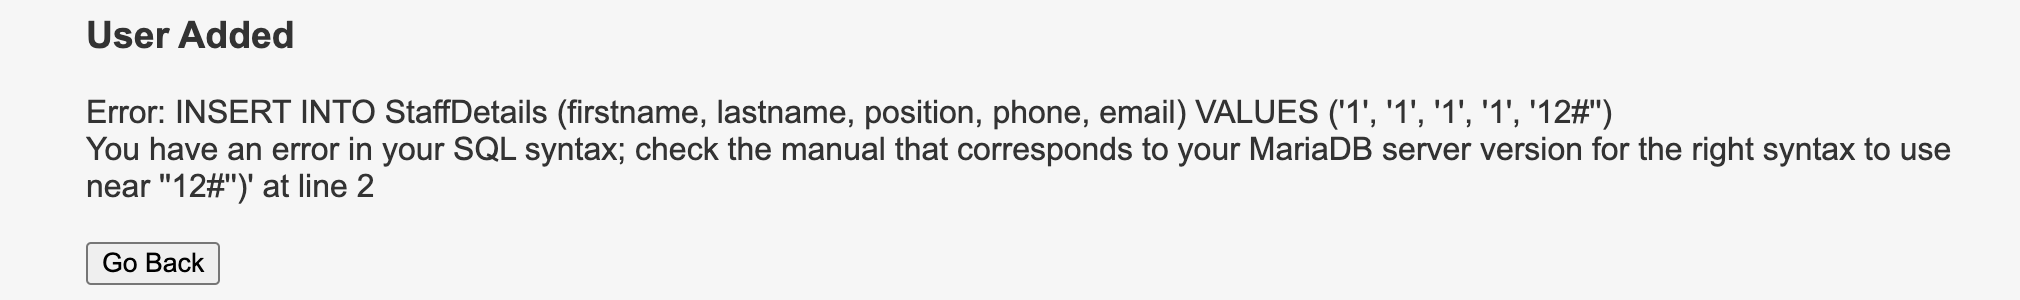 User Added
Error: INSERT INTO StaffDetails (firstname, lastname, position, phone, email) VALUES ('1', '1', '1', '1', '12#'')
You have an error in your SQL syntax; check the manual that corresponds to your MariaDB server version for the right syntax to use
near ''12#'')' at line 2
Go Back